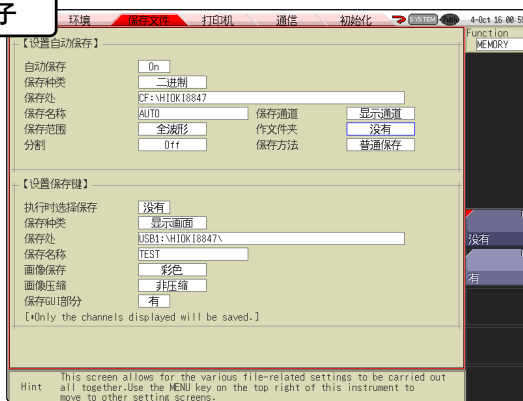 子
环境 保存文件 打印机 通信 初始化 SYSTEM 4-Oct 16 00:5
Function
MEMORY
【设置自动保存】
自动保存 On
保存种类 二进制
保存处 CF:\HIOKI8847
保存名称 AUTO 保存通道 显示通道
保存范围 全波形 作文件夹 没有
分割 Off 保存方法 普通保存
【设置保存键】
执行时选择保存 没有
保存种类 显示画面
保存处 USB1:\HIOKI8847\
保存名称 TEST
画像保存 彩色
画像压缩 非压缩
保存GUI部分 有
[*Only the channels displayed will be saved.]
没有
有
Hint This screen allows for the various file-related settings to be carried out
all together.Use the MENU key on the top right of this instrument to
move to other setting screens.